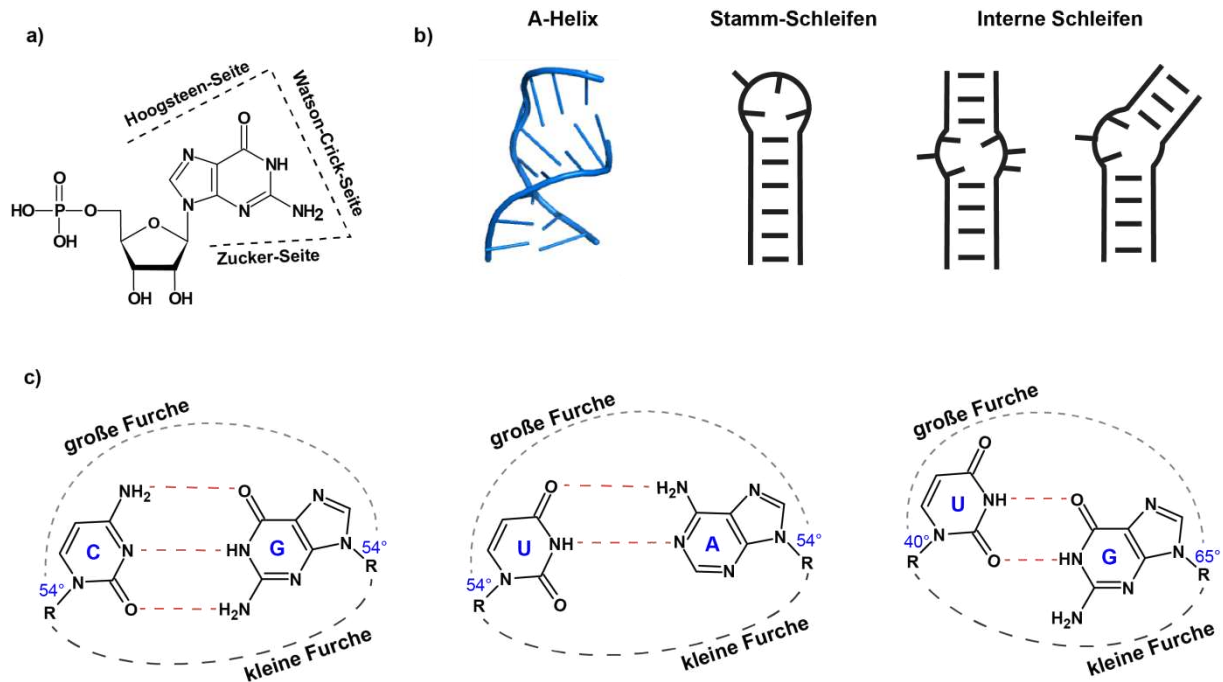 a)
Hoogsteen-Seite
Watson-Crick-Seite
Zucker-Seite
O
N
NH
N
N
NH2
O
HO P O
OH
O
OH OH
b)
A-Helix
Stamm-Schleifen
Interne Schleifen
c)
große Furche
NH2
O
N
C
N
HN
G
N
54°
N
N
54°
R
O
H2N
R
kleine Furche
große Furche
O
H2N
N
U
NH
N
A
N
54°
N
N
54°
R
O
R
kleine Furche
große Furche
O
U
NH
O
N
40°
N
O
HN
G
N
65°
R
N
R
H2N
kleine Furche